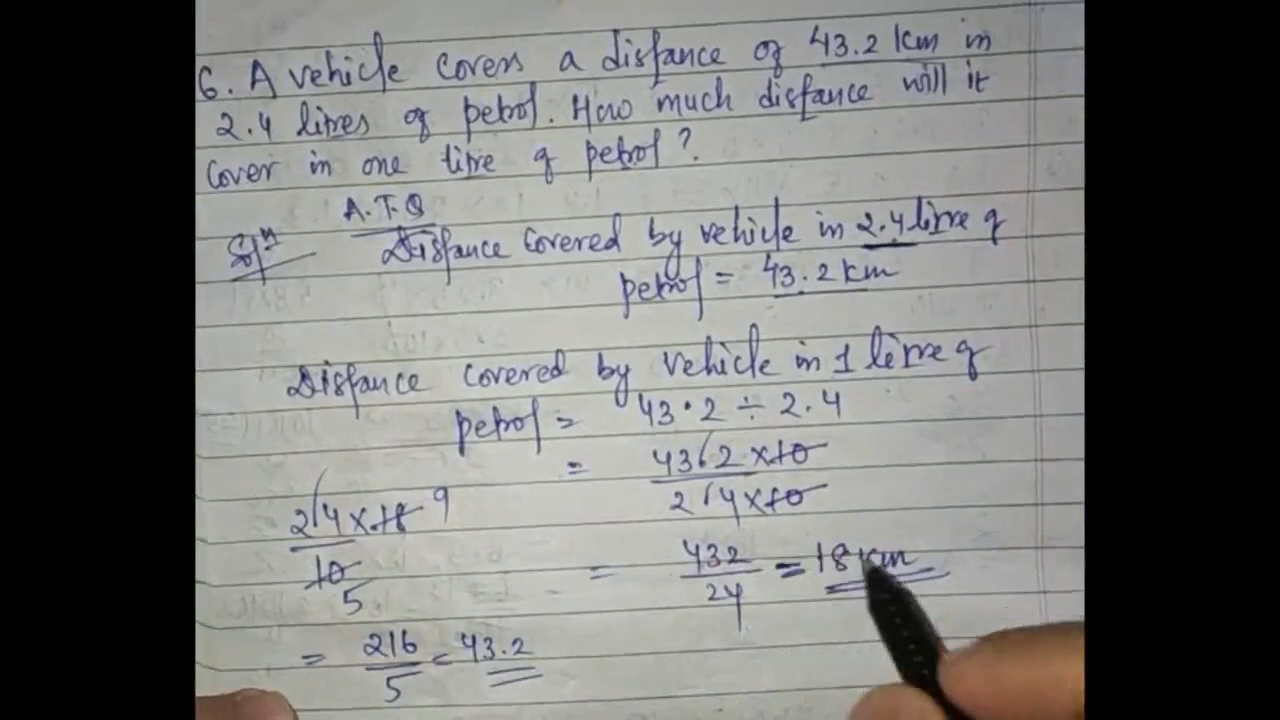 6. A vehicle covers a distance of 43.2 km in
2.4 litres of petrol. How much distance will it
cover in one litre of petrol?
A.T.Q
Solⁿ Distance covered by vehicle in 2.4 litre of
petrol = 43.2 km
Distance covered by vehicle in 1 litre of
petrol = 43.2 ÷ 2.4
= 43.2 × 10
2.4 × 10
= 432 = 18 km
24
2.4 × 18 9
10
5
= 216 = 43.2
5